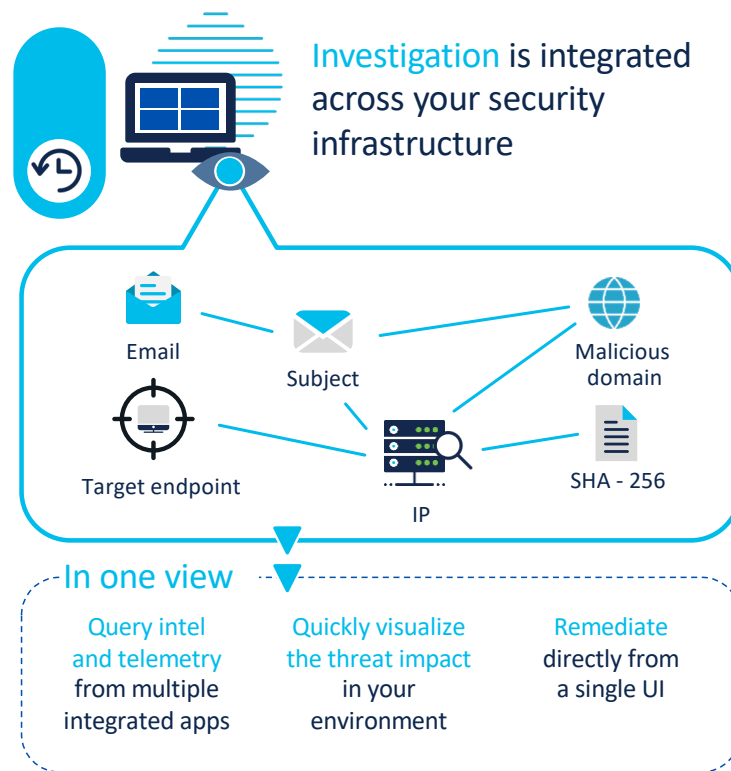 Investigation is integrated
across your security
infrastructure
Email
Subject
Malicious
domain
Target endpoint
IP
SHA - 256
In one view
Query intel
and telemetry
from multiple
integrated apps
Quickly visualize
the threat impact
in your
environment
Remediate
directly from
a single UI